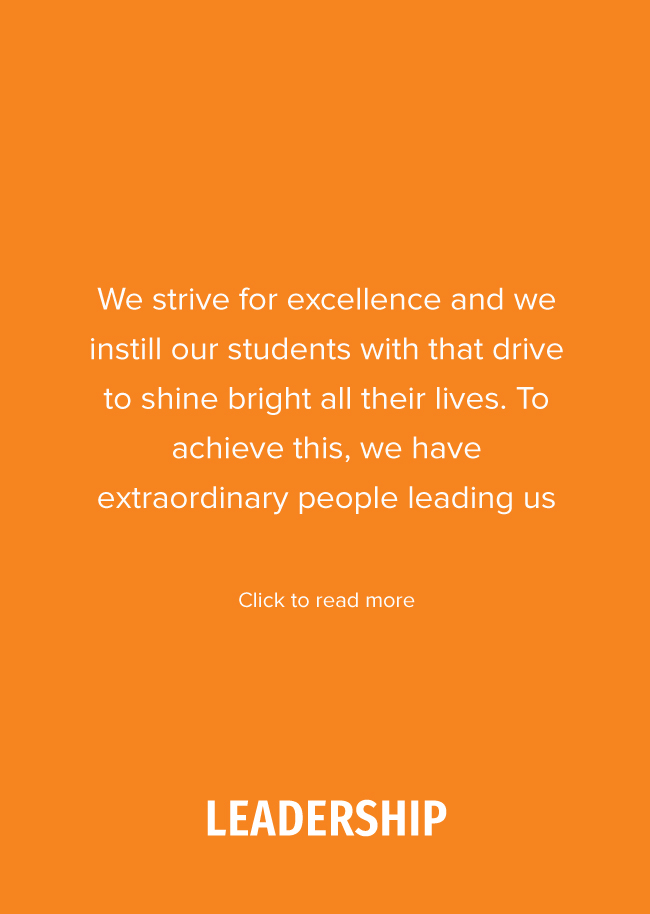 We strive for excellence and we
instill our students with that drive
to shine bright all their lives. To
achieve this, we have
extraordinary people leading us
Click to read more
LEADERSHIP